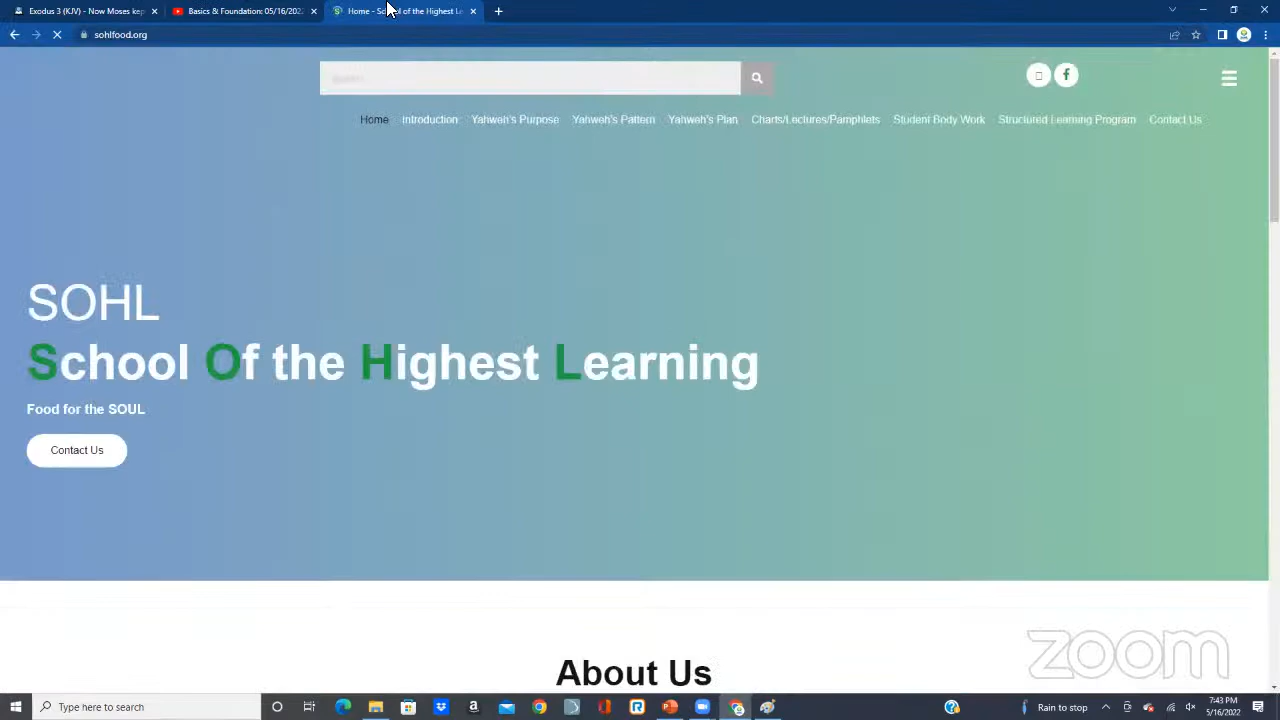 Exodus 3 (KJV) - Now Moses kep
Basics & Foundation: 05/16/202
Home - School of the Highest Le
sohlfood.org
Home Introduction Yahweh's Purpose Yahweh's Pattern Yahweh's Plan Charts/Lectures/Pamphlets Student Body Work Structured Learning Program Contact Us
SOHL
School Of the Highest Learning
Food for the SOUL
Contact Us
About Us
zoom
Type here to search
Rain to stop
7:43 PM
5/16/2022